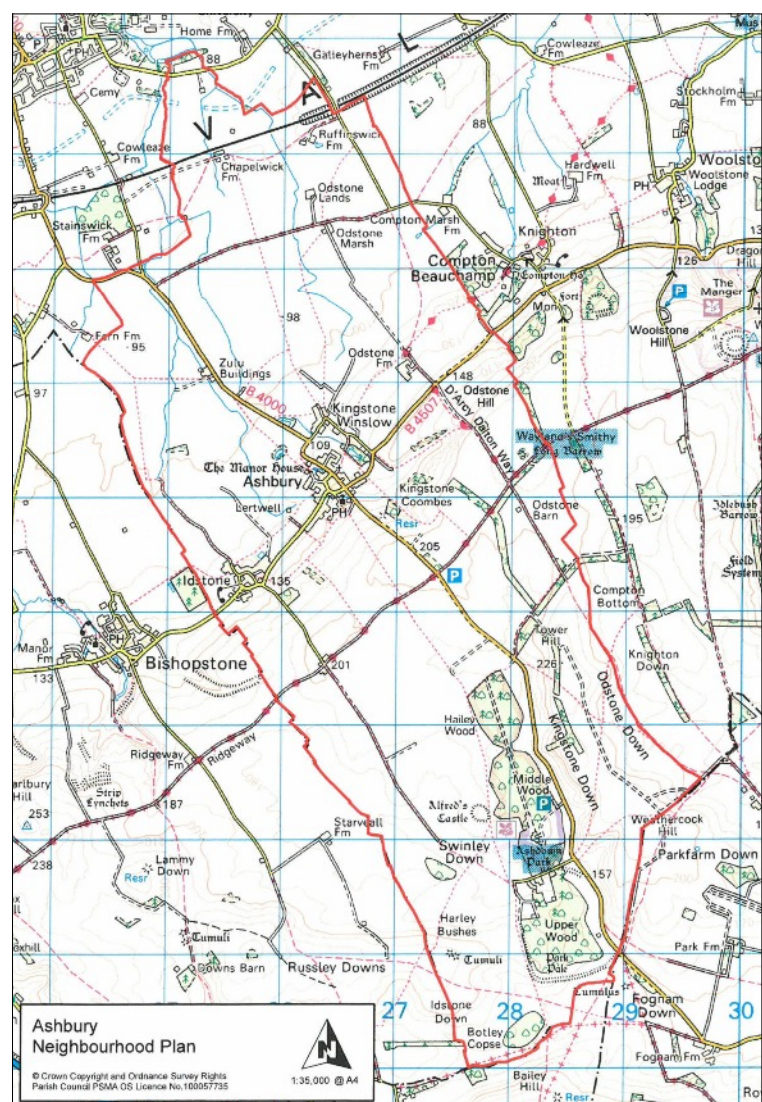 Home Fm
88
P
PH
Galleyherns
Fm
L
Cowleaze
Fm
Mus
Cemy
A
Stockholm
Fm
V
Ruffinswick
Fm
88
Cowleaze
Fm
Chapelwick
Fm
Hardwell
Fm
Moat
Woolstone
Lodge
PH
Odstone
Lands
Stainswick
Fm
Odstone
Marsh
Compton Marsh
Fm
Knighton
126
Dragon
Hill
Compton
Beauchamp
Compton Ho
Fort
P
The
Manger
Woolstone
Hill
Fern Fm
95
98
Odstone
Fm
97
Zulu
Buildings
148
B 4000
Kingstone
Winslow
D'Arcy Dalton Way
Odstone
Hill
B 4507
109
Wayland's Smithy
Long Barrow
The Manor House
Ashbury
PH
Kingstone
Coombes
Lertwell
Resr
Odstone
Barn
195
Idlebush
Barrow
205
P
Field
System
Idstone
135
Compton
Bottom
Manor
Fm
PH
Bishopstone
133
Tower
Hill
226
Knighton
Down
201
Odstone Down
Hailey
Wood
Kingstone Down
Ridgeway
Fm
Ridgeway
Middle
Wood
P
Strip
Lynchets
187
Alfred's
Castle
253
Starveall
Fm
Weathercock
Hill
238
Lammy
Down
Swinley
Down
Ashdown
Park
157
Parkfarm Down
Resr
Harley
Bushes
Upper
Wood
Tumuli
Tumuli
Park Fm
Park
Pale
Downs Barn
Russley Downs
Tumulus
27
28
29
30
Idstone
Down
Fognam
Down
Botley
Copse
Fognam Fm
Bailey
Hill
Resr
Ashbury
Neighbourhood Plan
N
© Crown Copyright and Ordnance Survey Rights
Parish Council PSMA OS Licence No.100057735
1:35,000 @ A4